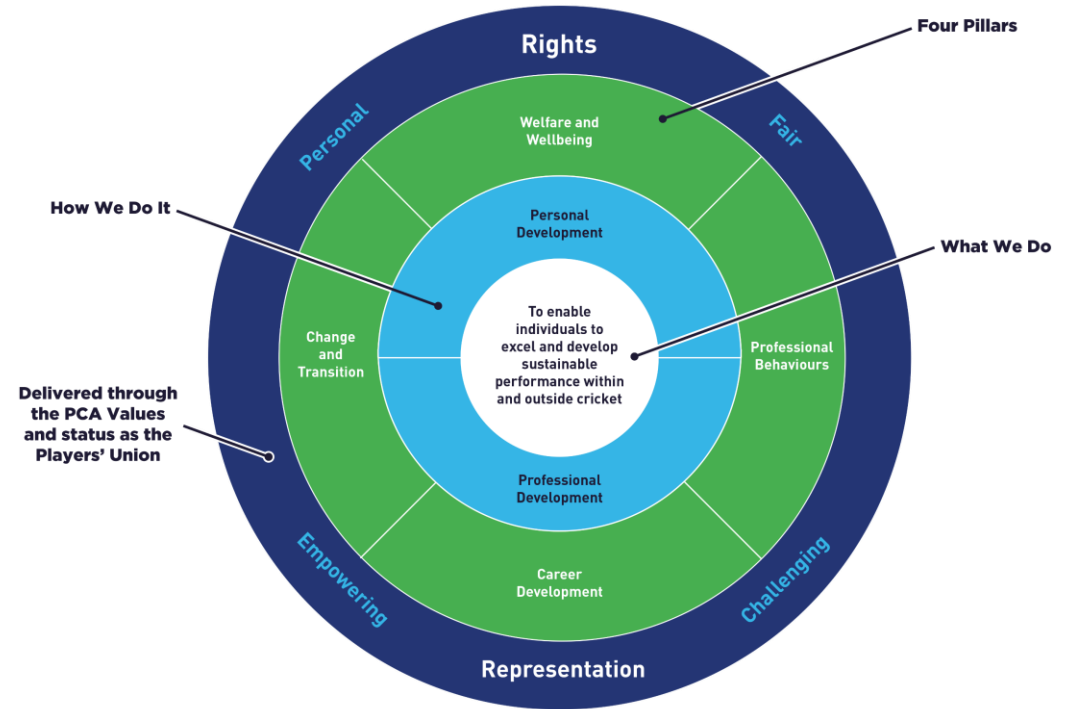 Four Pillars
Rights
Personal
Fair
Welfare and
Wellbeing
How We Do It
Personal
Development
What We Do
To enable
individuals to
excel and develop
sustainable
performance within
and outside cricket
Change
and
Transition
Professional
Behaviours
Delivered through
the PCA Values
and status as the
Players’ Union
Professional
Development
Empowering
Challenging
Career
Development
Representation